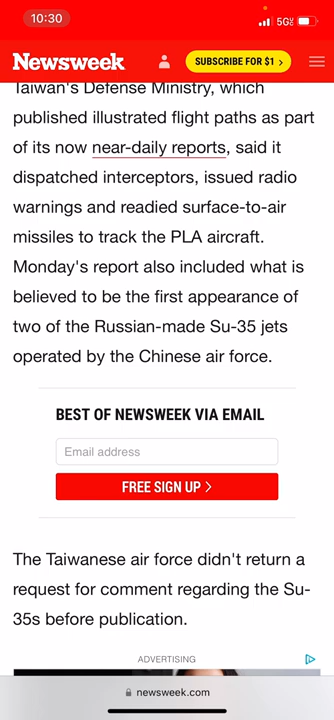 10:30
5G
Newsweek
SUBSCRIBE FOR $1 >
Taiwan's Defense Ministry, which
published illustrated flight paths as part
of its now near-daily reports, said it
dispatched interceptors, issued radio
warnings and readied surface-to-air
missiles to track the PLA aircraft.
Monday's report also included what is
believed to be the first appearance of
two of the Russian-made Su-35 jets
operated by the Chinese air force.
BEST OF NEWSWEEK VIA EMAIL
Email address
FREE SIGN UP >
The Taiwanese air force didn't return a
request for comment regarding the Su-
35s before publication.
ADVERTISING
newsweek.com